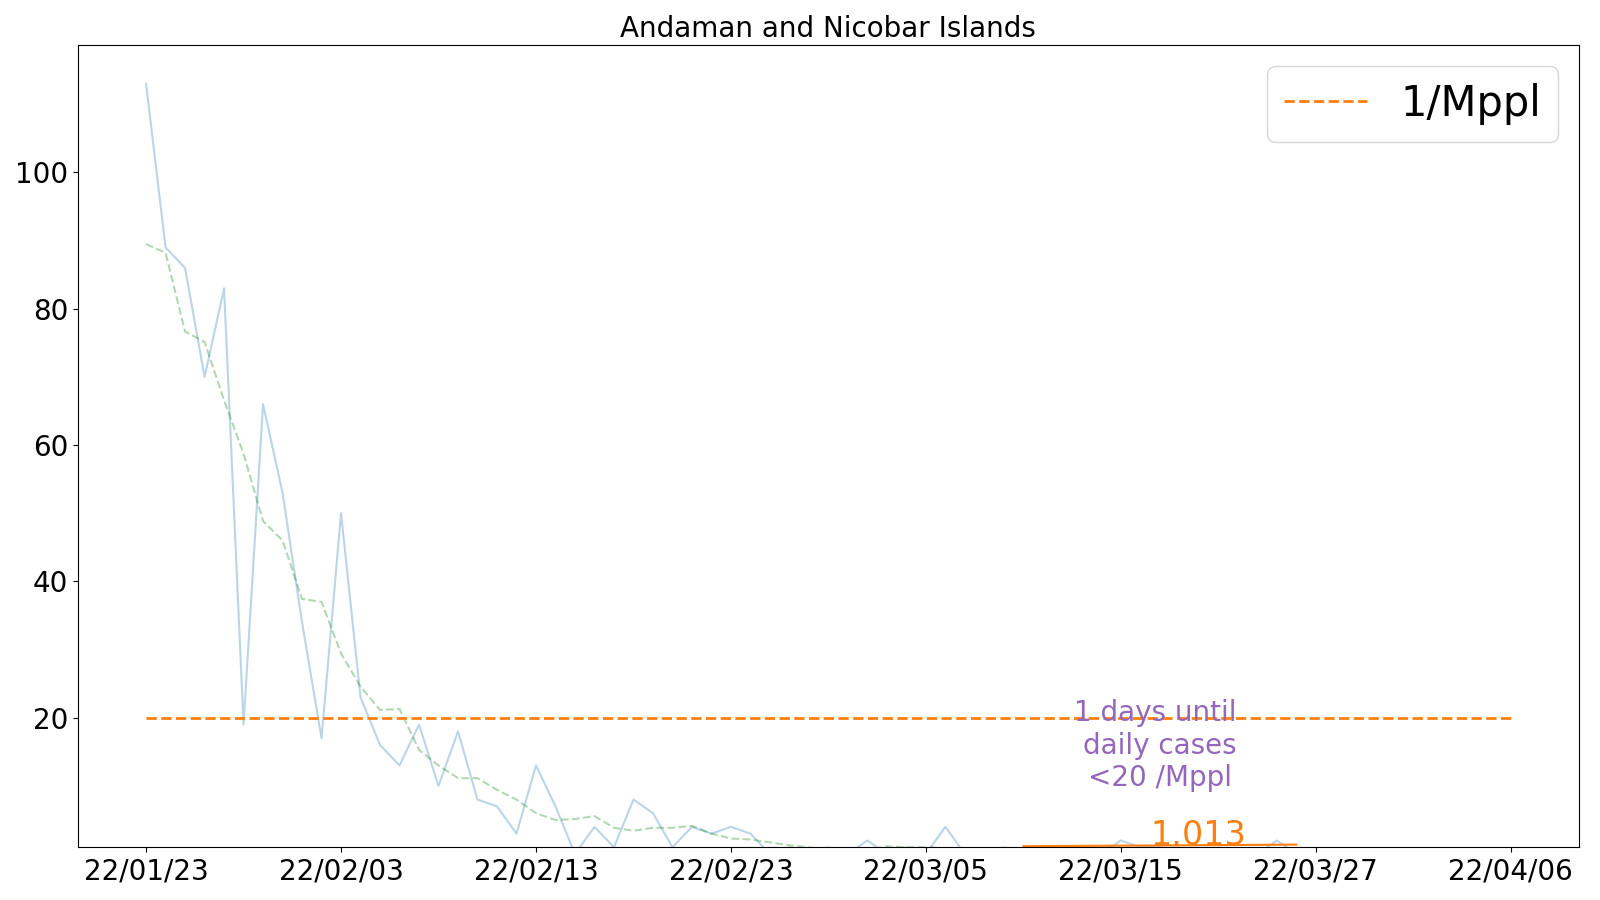 Andaman and Nicobar Islands
1/Mppl
100
80
60
40
20
1 days until
daily cases
<20 /Mppl
1.013
22/01/23 22/02/03 22/02/13 22/02/23 22/03/05 22/03/15 22/03/27 22/04/06